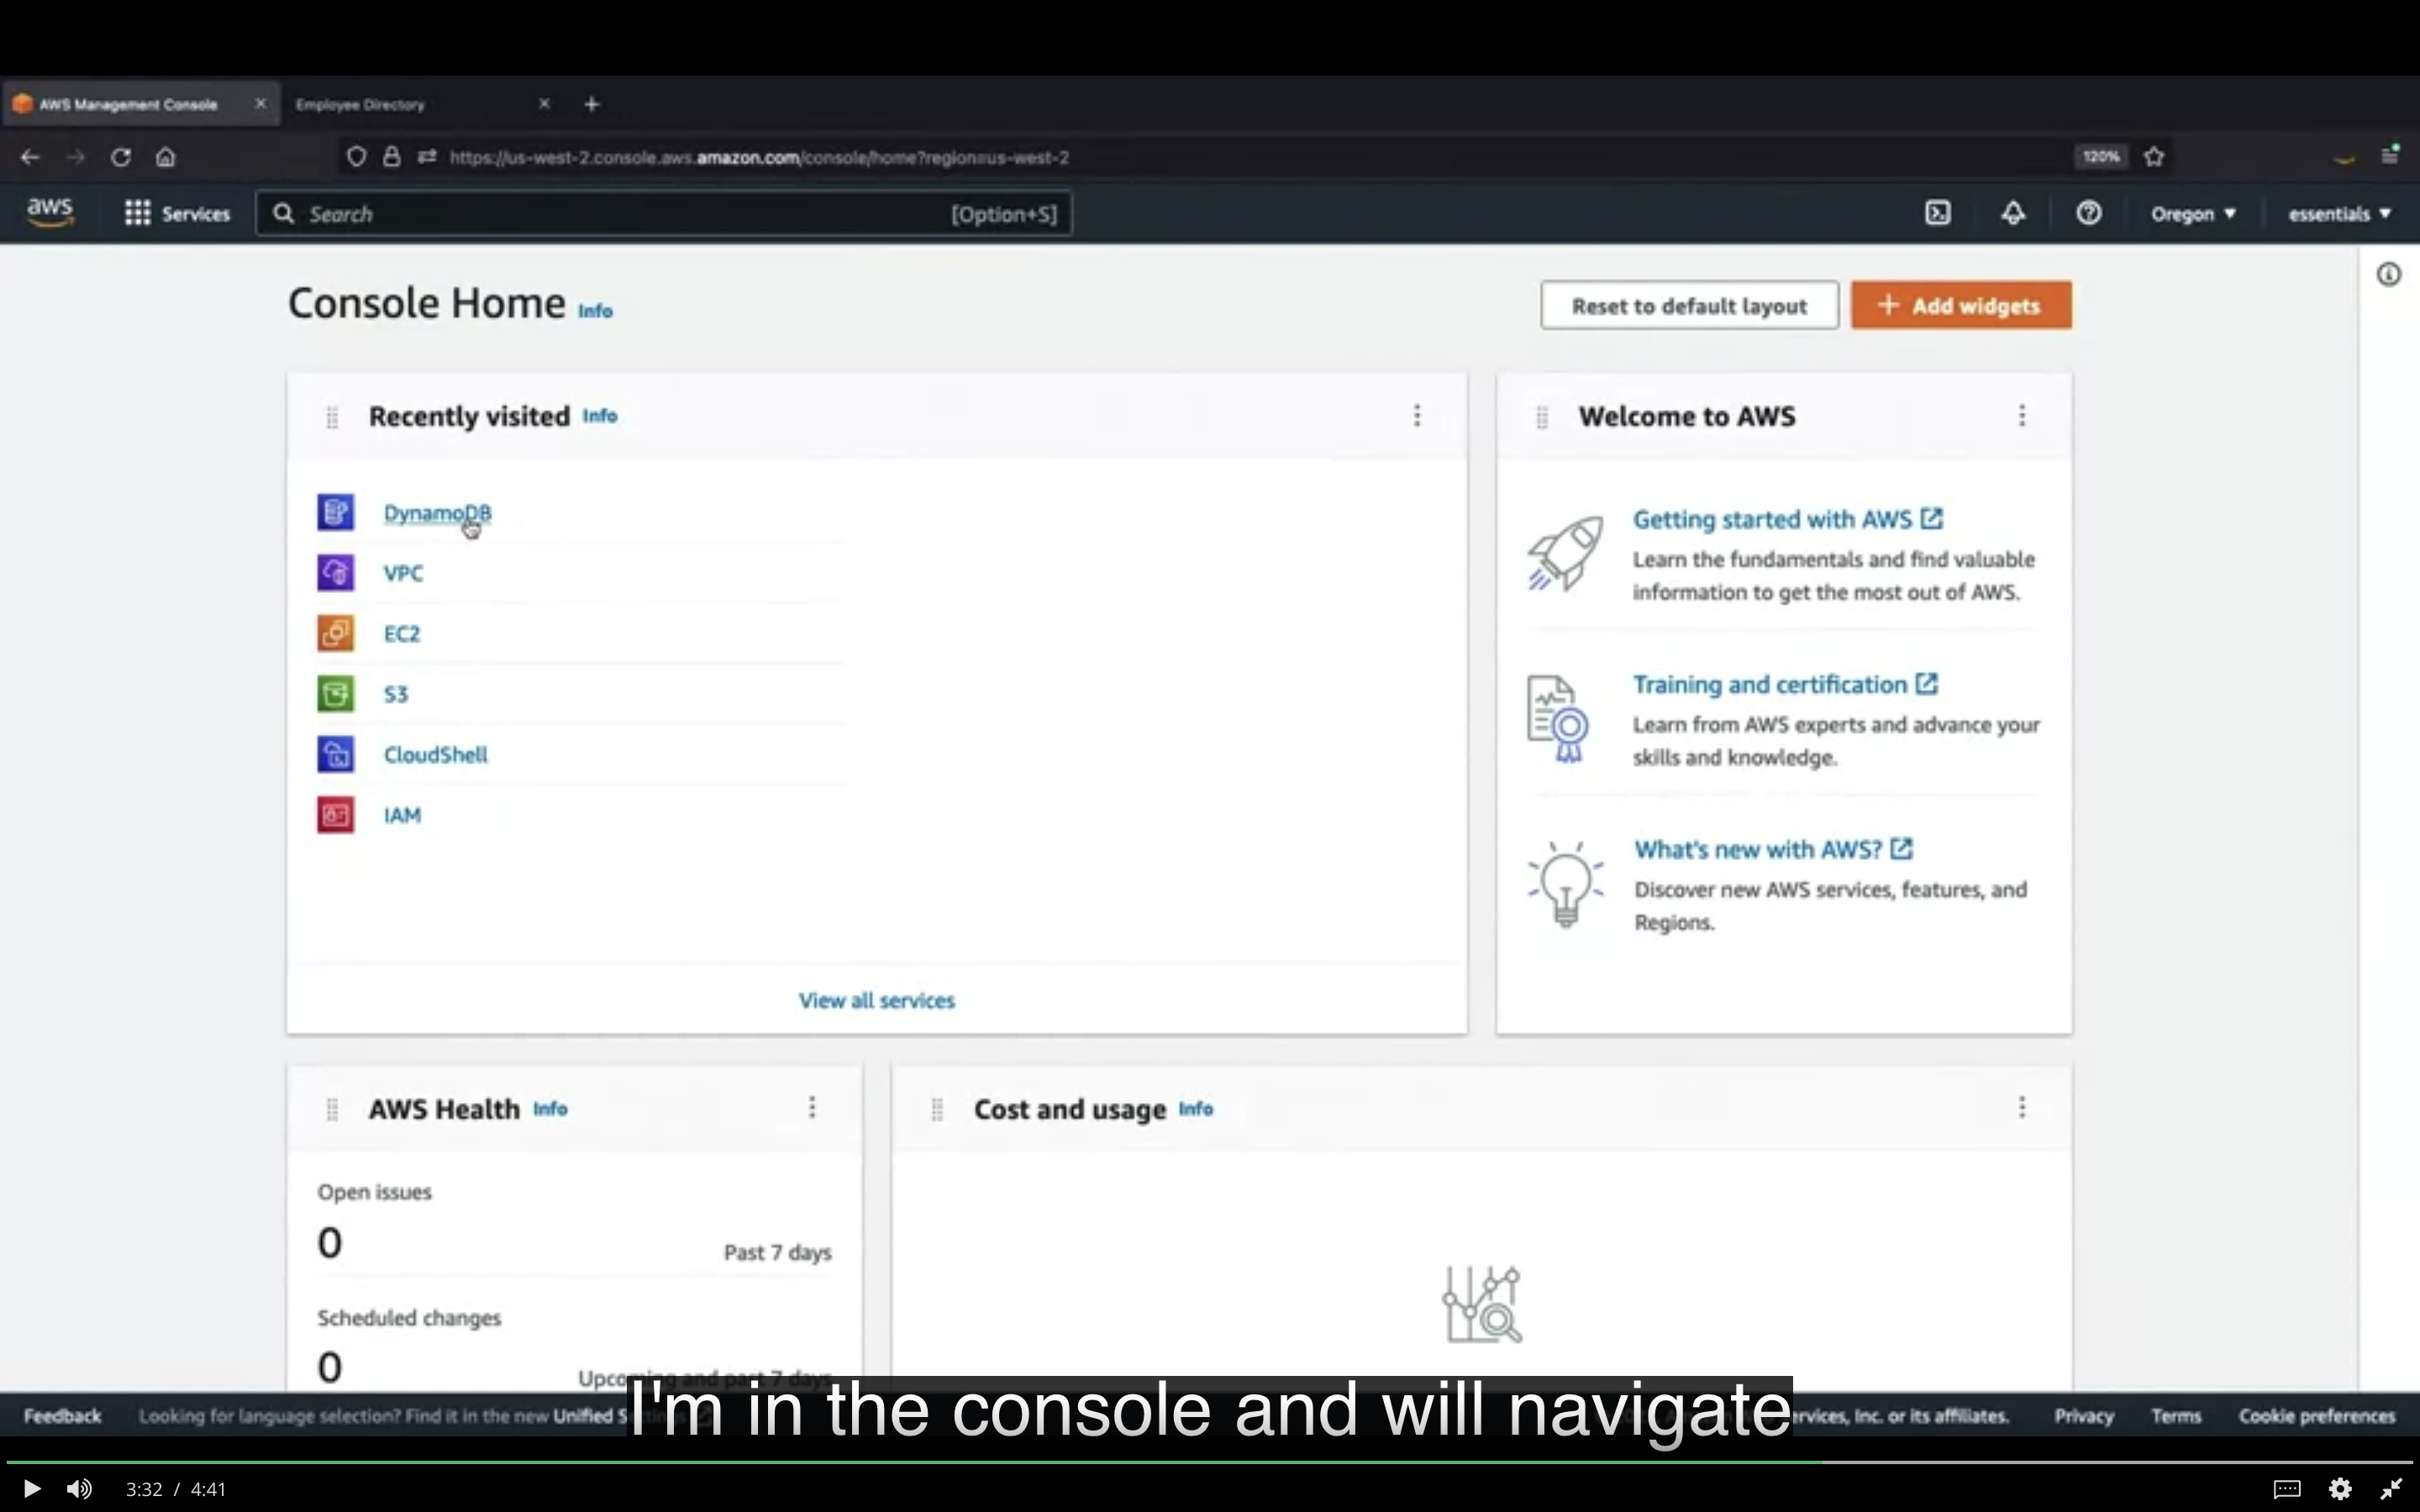 AWS Management Console
Employee Directory
https://us-west-2.console.aws.amazon.com/console/home?region=us-west-2
120%
aws
Services
Search
[Option+S]
Oregon
essentials
Console Home Info
Reset to default layout
+ Add widgets
Recently visited Info
DynamoDB
VPC
EC2
S3
CloudShell
IAM
View all services
Welcome to AWS
Getting started with AWS
Learn the fundamentals and find valuable
information to get the most out of AWS.
Training and certification
Learn from AWS experts and advance your
skills and knowledge.
What's new with AWS?
Discover new AWS services, features, and
Regions.
AWS Health Info
Open issues
0
Past 7 days
Scheduled changes
0
Upcoming and past 7 days
Cost and usage Info
I'm in the console and will navigate
Feedback
Looking for language selection? Find it in the new Unified
ervices, Inc. or its affiliates.
Privacy
Terms
Cookie preferences
3:32 / 4:41